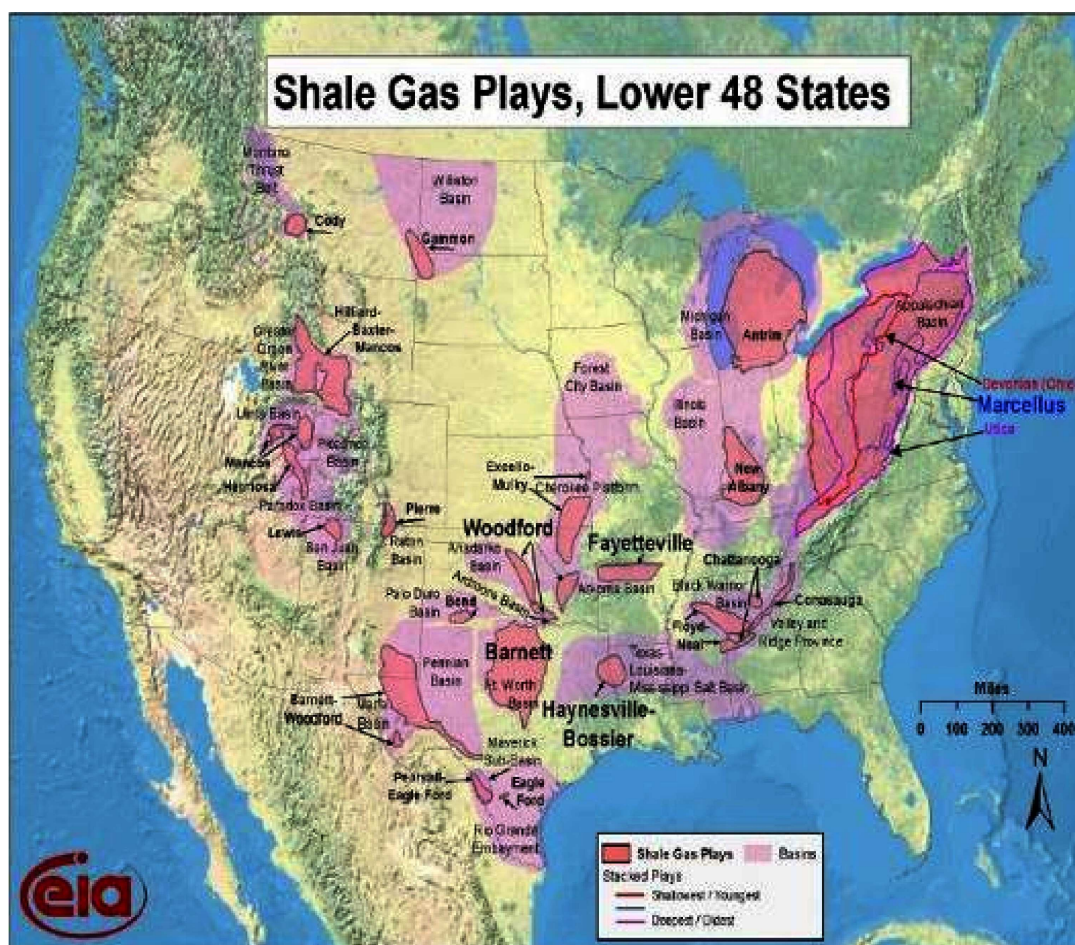 Shale Gas Plays, Lower 48 States
Montana
Thrust
Belt
Cody
Williston
Basin
Gammon
Hilliard-
Baxter-
Mancos
Greater
Green
River
Basin
Uinta Basin
Mancos
Piceance
Basin
Hermosa
Paradox Basin
Lewis
San Juan
Basin
Pierre
Raton
Basin
Forest
City Basin
Excello-
Mulky
Cherokee Platform
Michigan
Basin
Antrim
Illinois
Basin
New
Albany
Appalachian
Basin
Devonian (Ohio
Marcellus
Utica
Woodford
Anadarko
Basin
Ardmore Basin
Fayetteville
Arkoma
Basin
Chattanooga
Black Warrior
Basin
Conasauga
Valley and
Ridge Province
Floyd-
Neal
Palo Duro
Basin
Bend
Barnett
Ft. Worth
Basin
Permian
Basin
Barnett-
Woodford
Marfa
Basin
Texas-
Louisiana-
Mississippi Salt Basin
Haynesville-
Bossier
Maverick
Sub-Basin
Pearsall-
Eagle Ford
Eagle
Ford
Rio Grande
Embayment
Miles
0 100 200 300 400
N
Shale Gas Plays
Basins
Stacked Plays
Shallowest / Youngest
Deepest / Oldest
eia